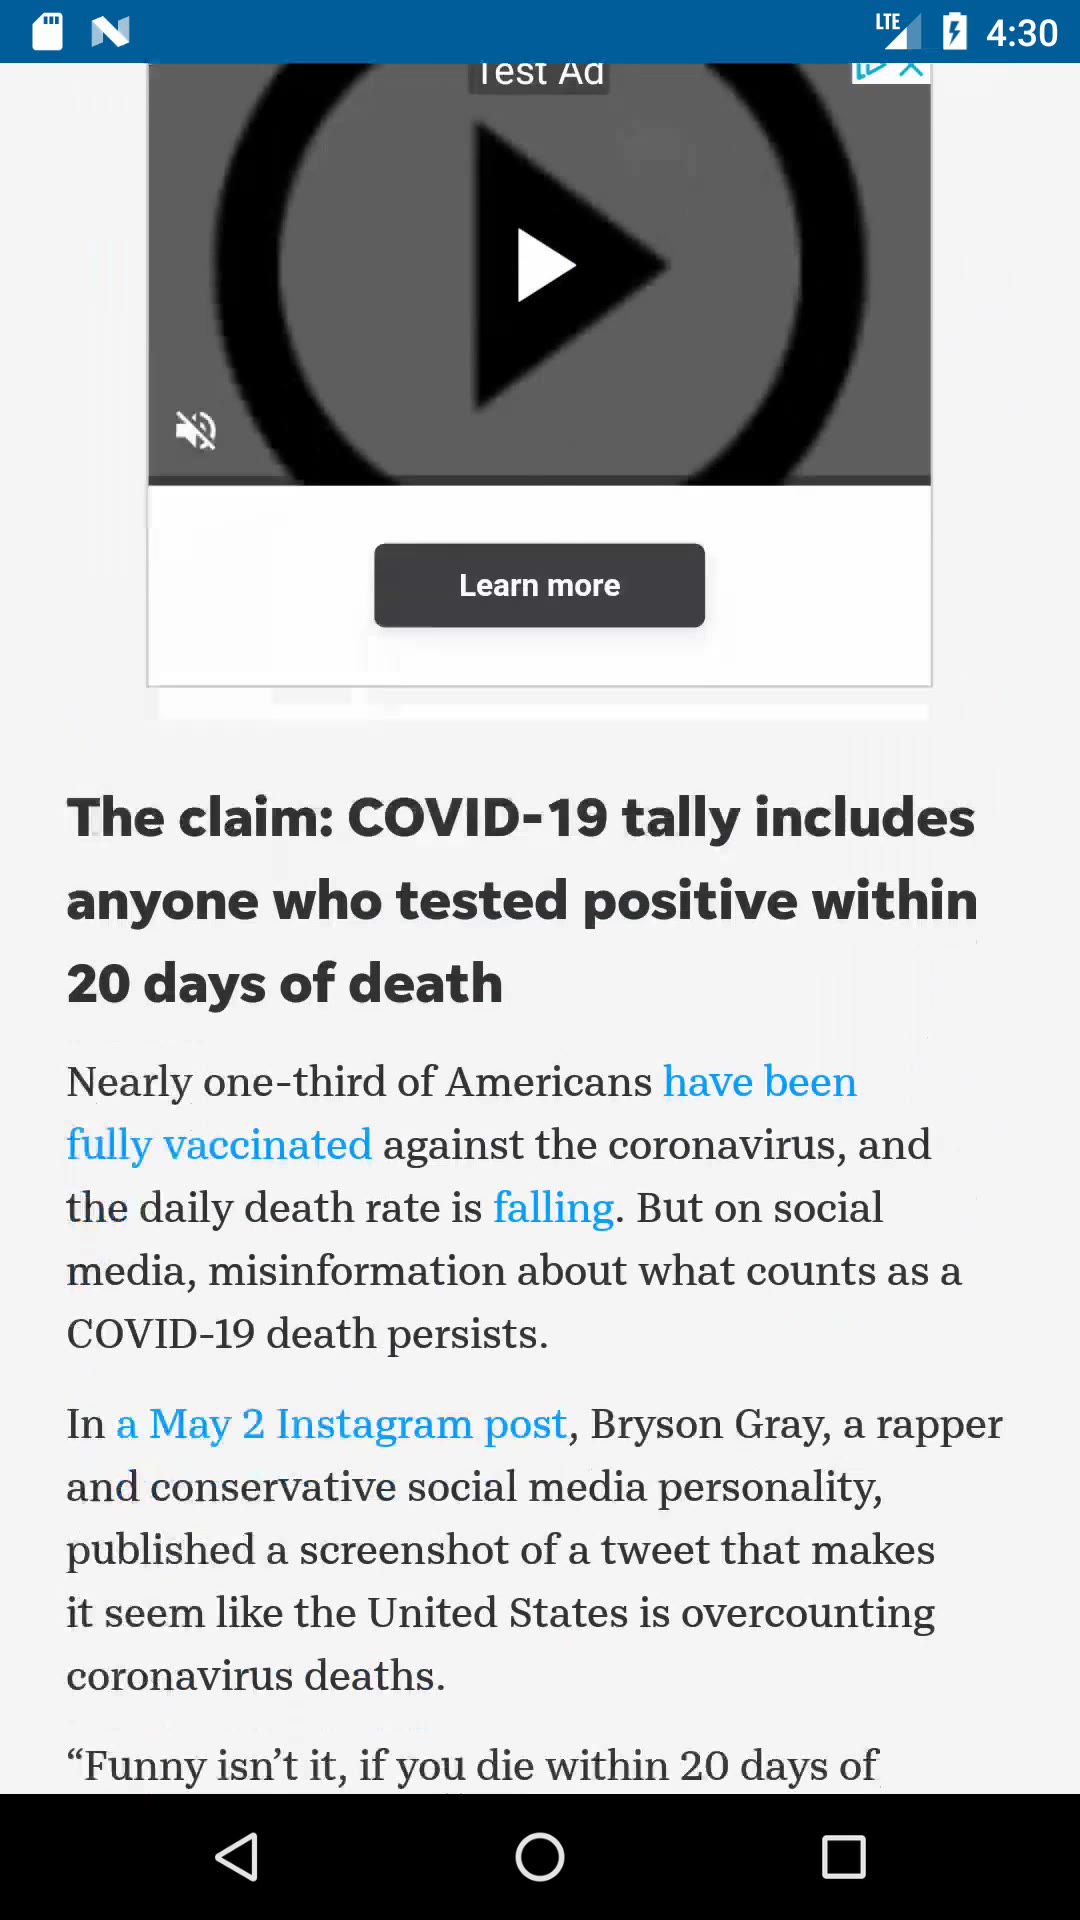 LTE 4:30
Test Ad
Learn more
The claim: COVID-19 tally includes
anyone who tested positive within
20 days of death
Nearly one-third of Americans have been
fully vaccinated against the coronavirus, and
the daily death rate is falling. But on social
media, misinformation about what counts as a
COVID-19 death persists.
In a May 2 Instagram post, Bryson Gray, a rapper
and conservative social media personality,
published a screenshot of a tweet that makes
it seem like the United States is overcounting
coronavirus deaths.
“Funny isn’t it, if you die within 20 days of